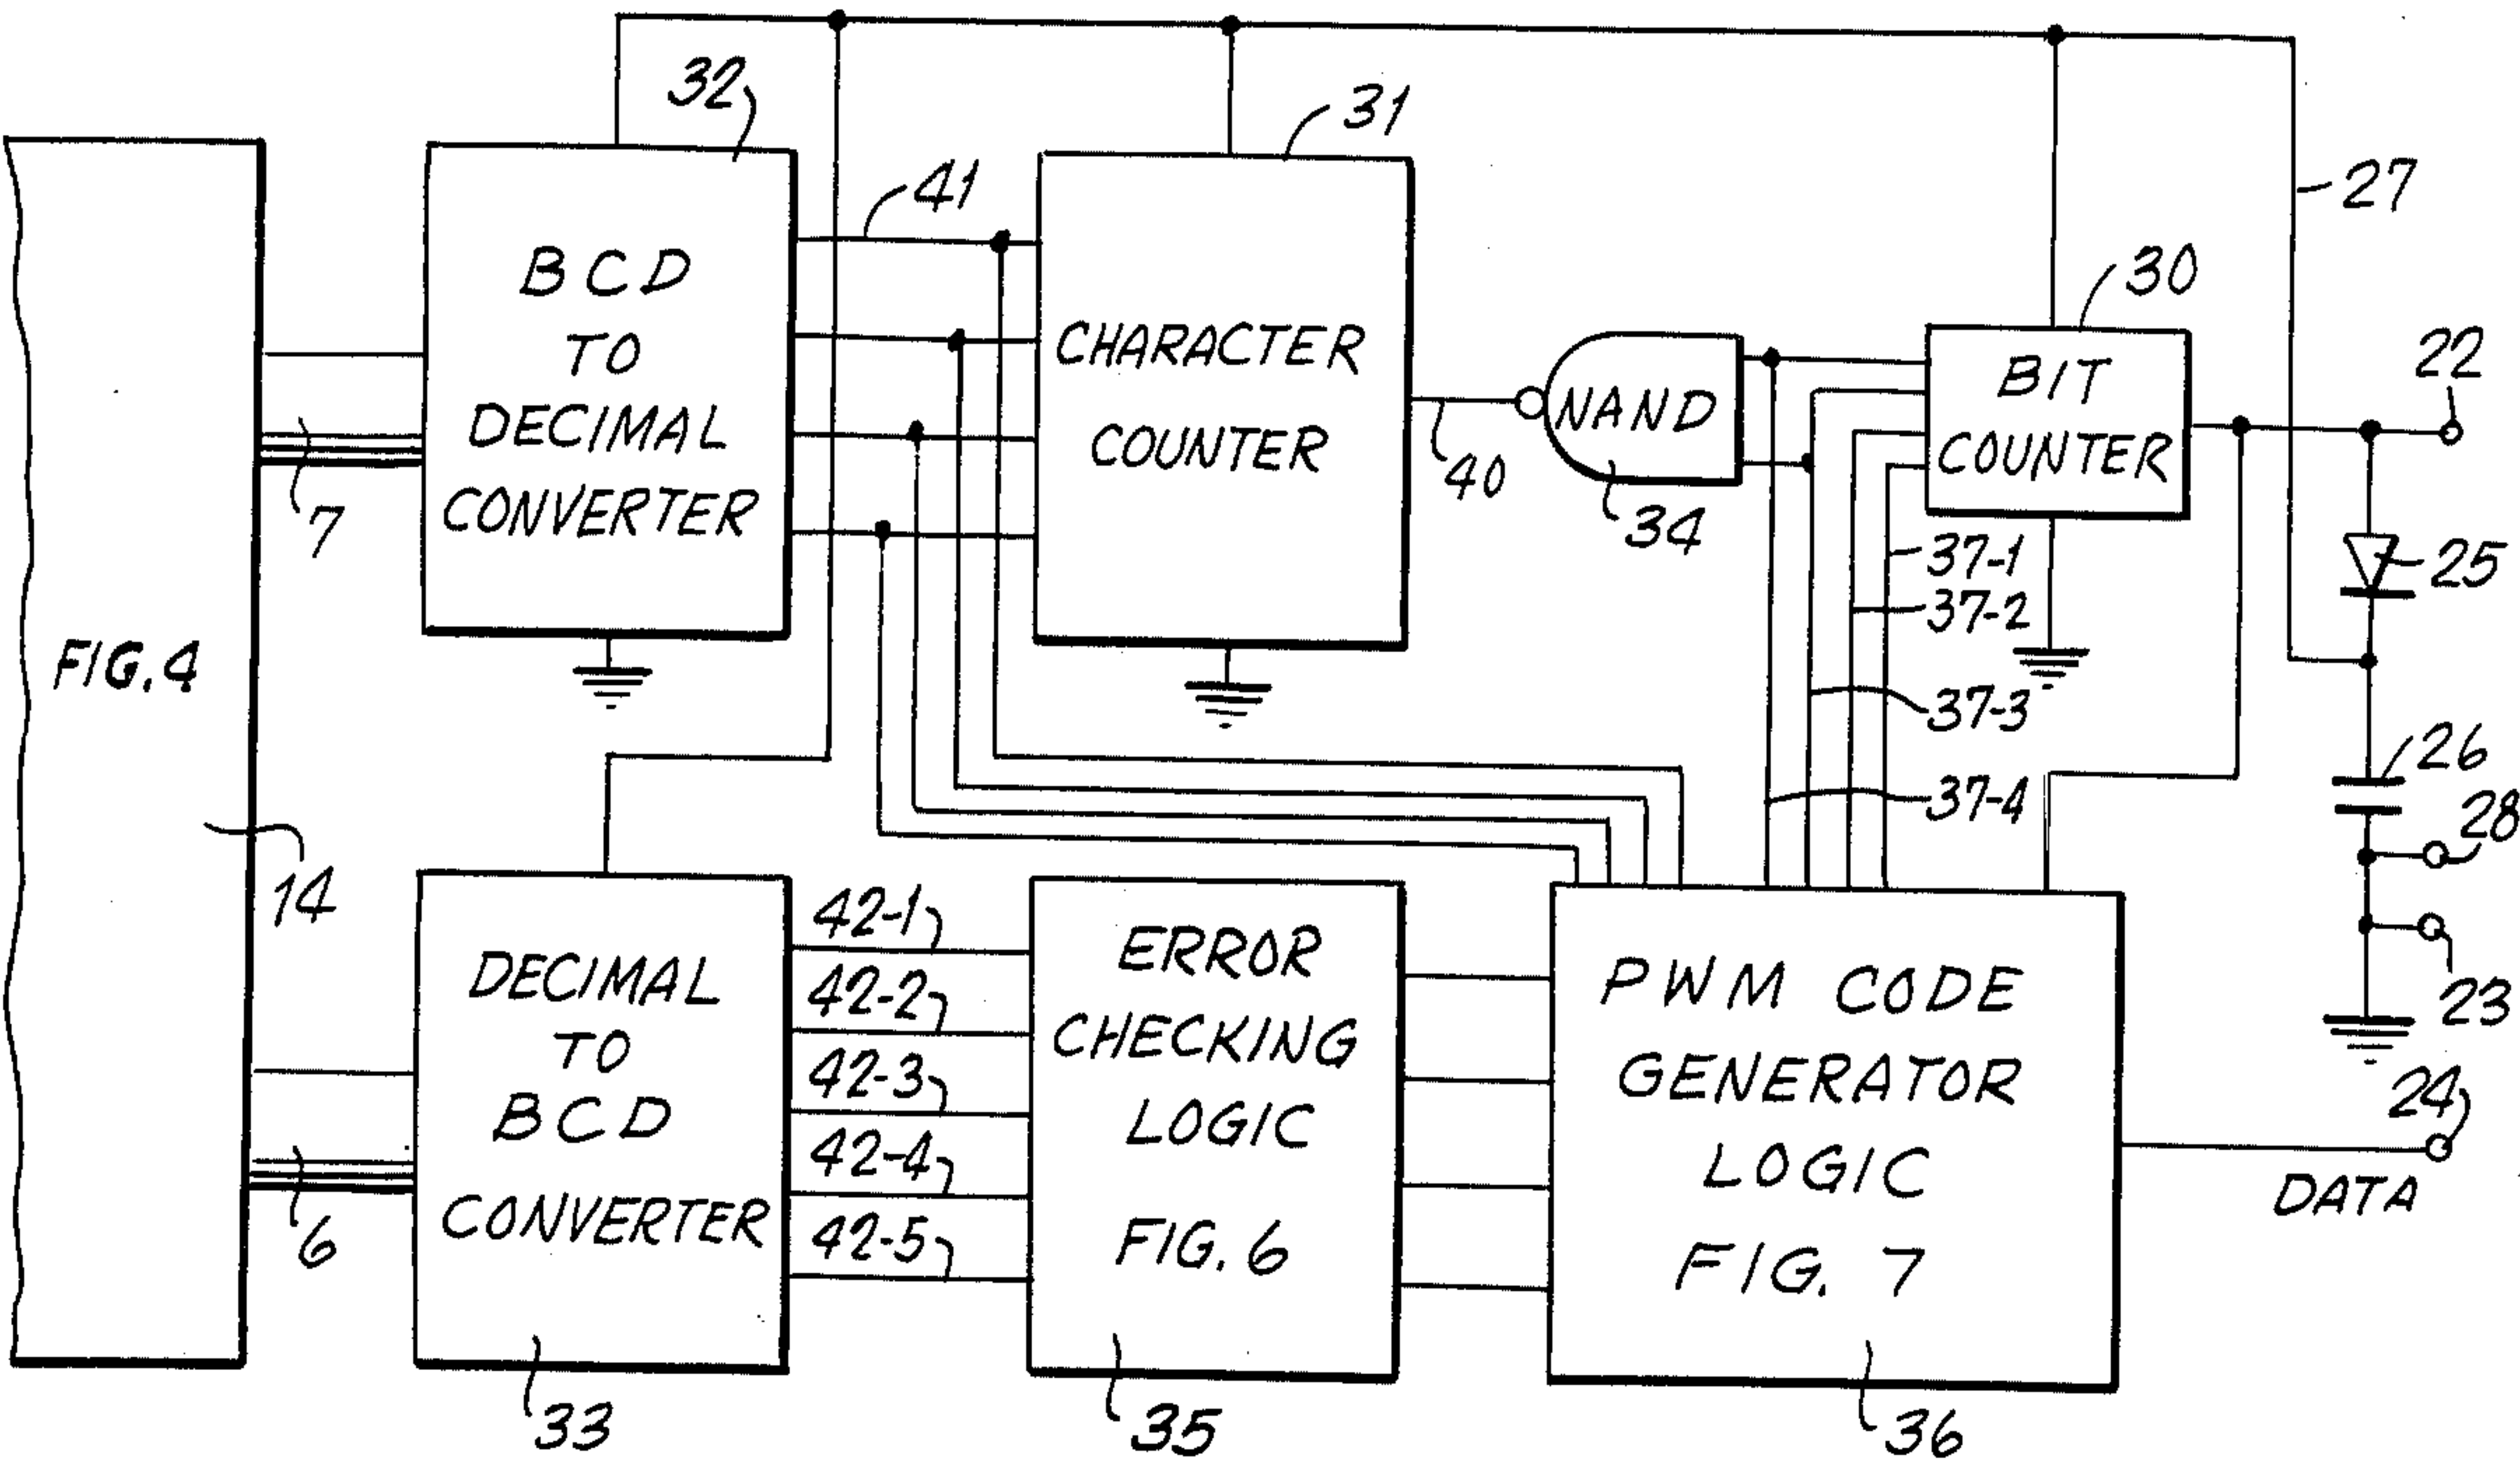 32
31
41
27
30
BCD
TO
DECIMAL
CONVERTER
CHARACTER
COUNTER
NAND
BIT
COUNTER
22
40
34
7
37-1
37-2
37-3
37-4
25
26
28
23
FIG. 4
14
6
DECIMAL
TO
BCD
CONVERTER
42-1
42-2
42-3
42-4
42-5
ERROR
CHECKING
LOGIC
FIG. 6
PWM CODE
GENERATOR
LOGIC
FIG. 7
24
DATA
33
35
36